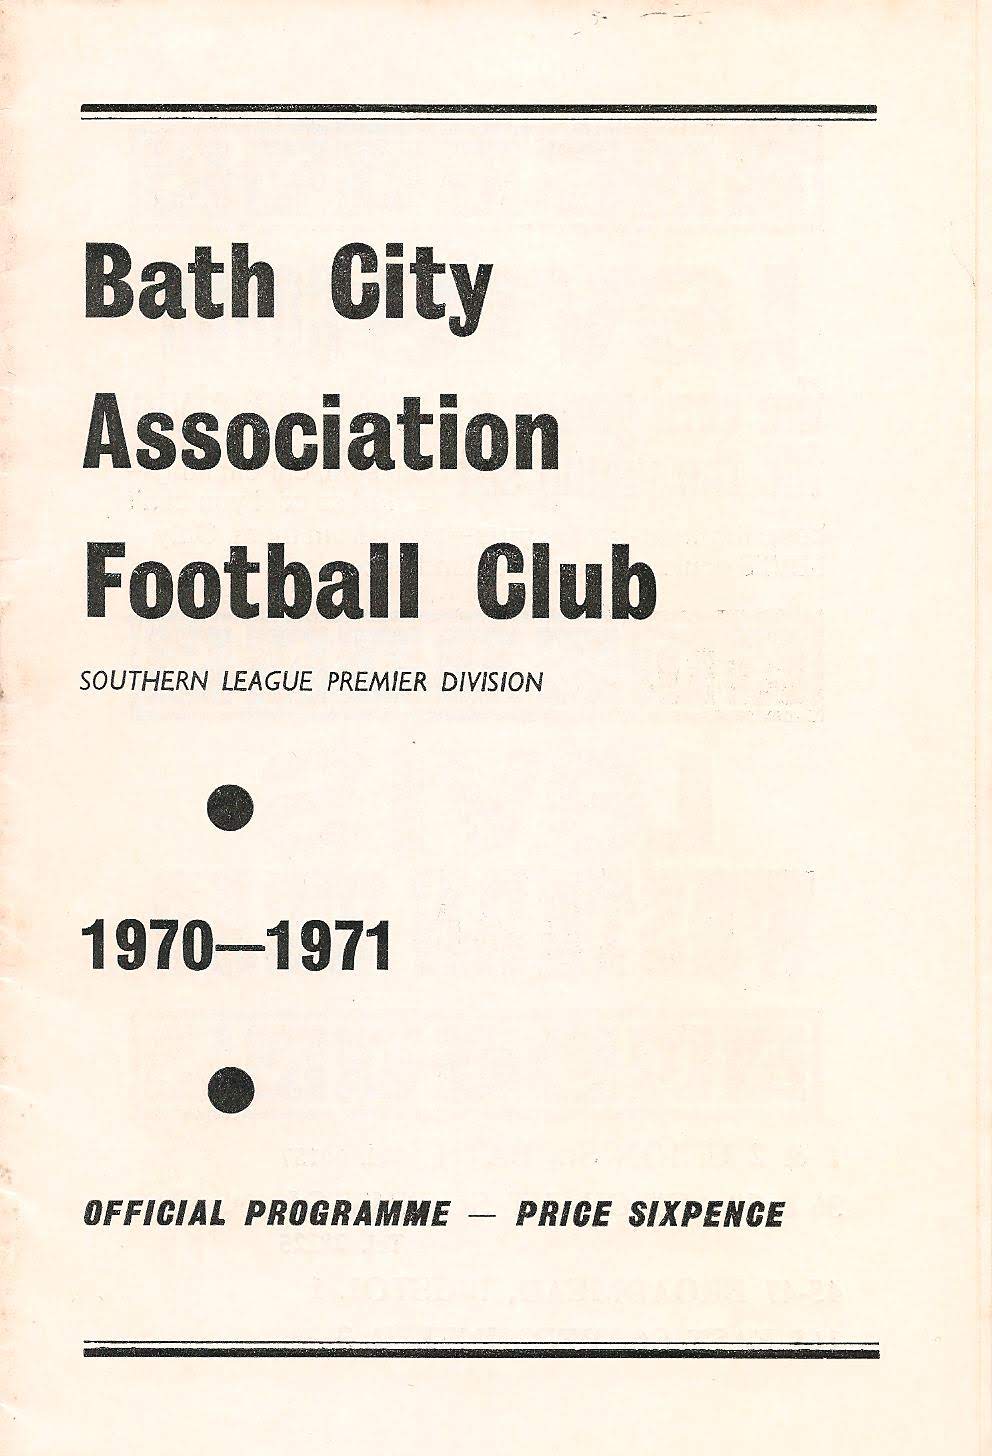 Bath City
Association
Football Club
SOUTHERN LEAGUE PREMIER DIVISION
1970—1971
OFFICIAL PROGRAMME — PRICE SIXPENCE